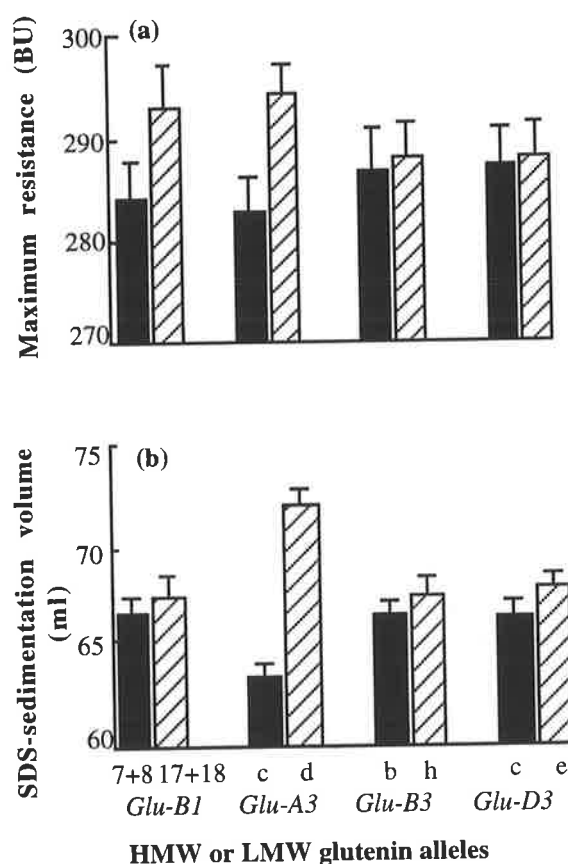 Maximum resistance (BU)
300
290
280
270
(a)
SDS-sedimentation volume
(ml)
75
70
65
60
(b)
7+8 17+18 c d b h c e
Glu-B1 Glu-A3 Glu-B3 Glu-D3
HMW or LMW glutenin alleles